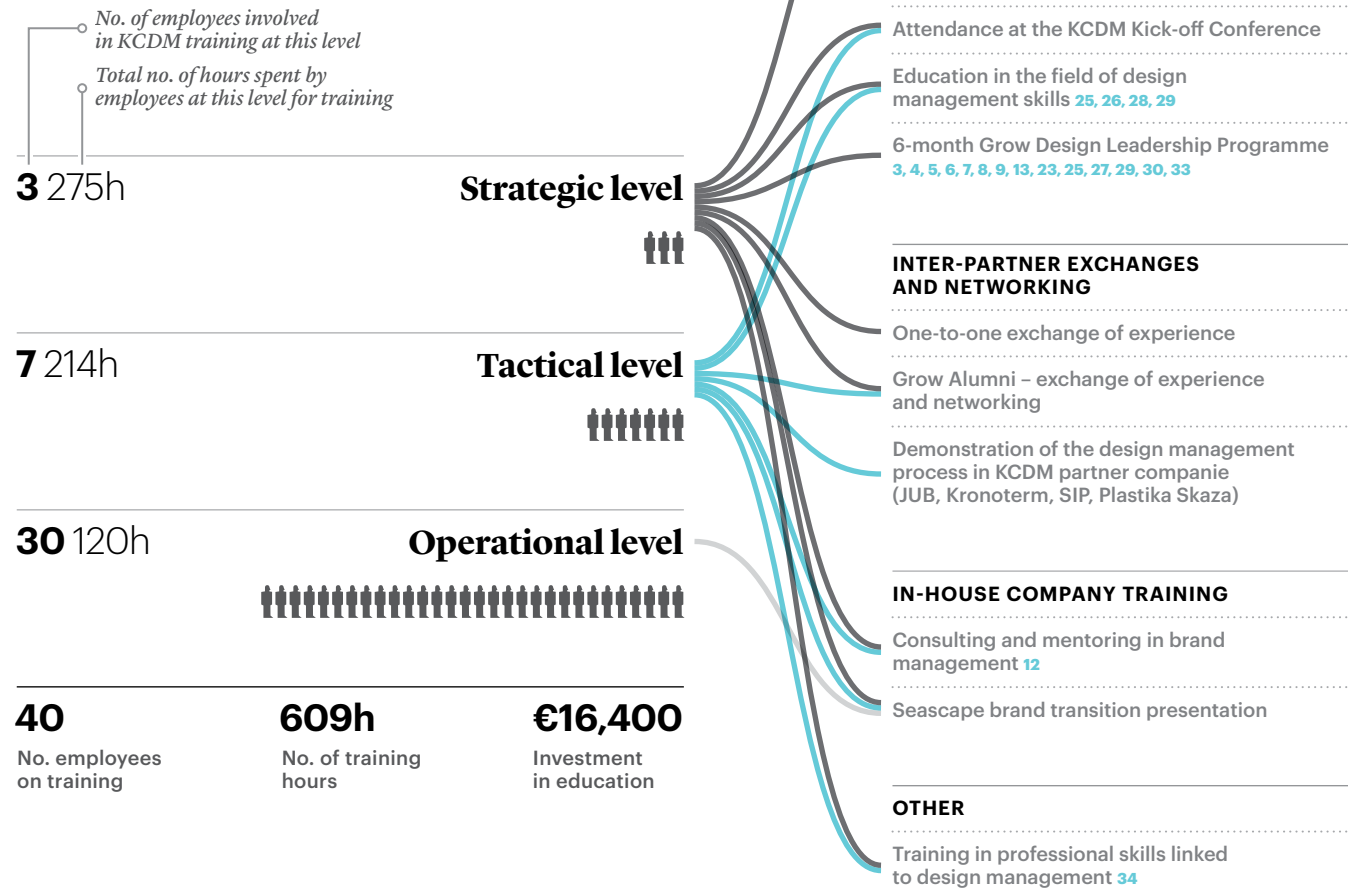 No. of employees involved
in KCDM training at this level
Total no. of hours spent by
employees at this level for training
3 275h
Strategic level
7 214h
Tactical level
30 120h
Operational level
40
No. employees
on training
609h
No. of training
hours
€16,400
Investment
in education
Attendance at the KCDM Kick-off Conference
Education in the field of design
management skills 25, 26, 28, 29
6-month Grow Design Leadership Programme
3, 4, 5, 6, 7, 8, 9, 13, 23, 25, 27, 29, 30, 33
INTER-PARTNER EXCHANGES
AND NETWORKING
One-to-one exchange of experience
Grow Alumni – exchange of experience
and networking
Demonstration of the design management
process in KCDM partner companie
(JUB, Kronoterm, SIP, Plastika Skaza)
IN-HOUSE COMPANY TRAINING
Consulting and mentoring in brand
management 12
Seascape brand transition presentation
OTHER
Training in professional skills linked
to design management 34